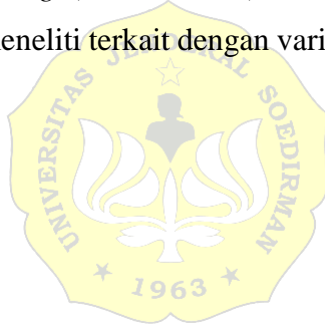 eneliti terkait dengan vari
UNIVERSITAS JENDERAL SOEDIRMAN
1963